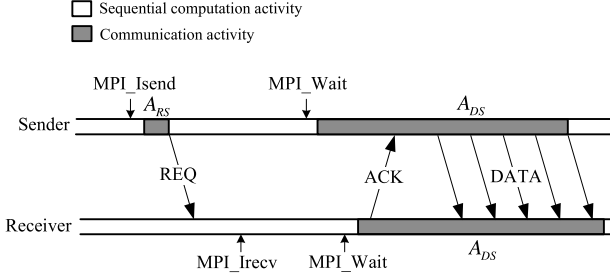 Sequential computation activity
Communication activity
MPI_Isend MPI_Wait
A_RS A_DS
Sender
REQ ACK DATA
Receiver
A_DS
MPI_Irecv MPI_Wait